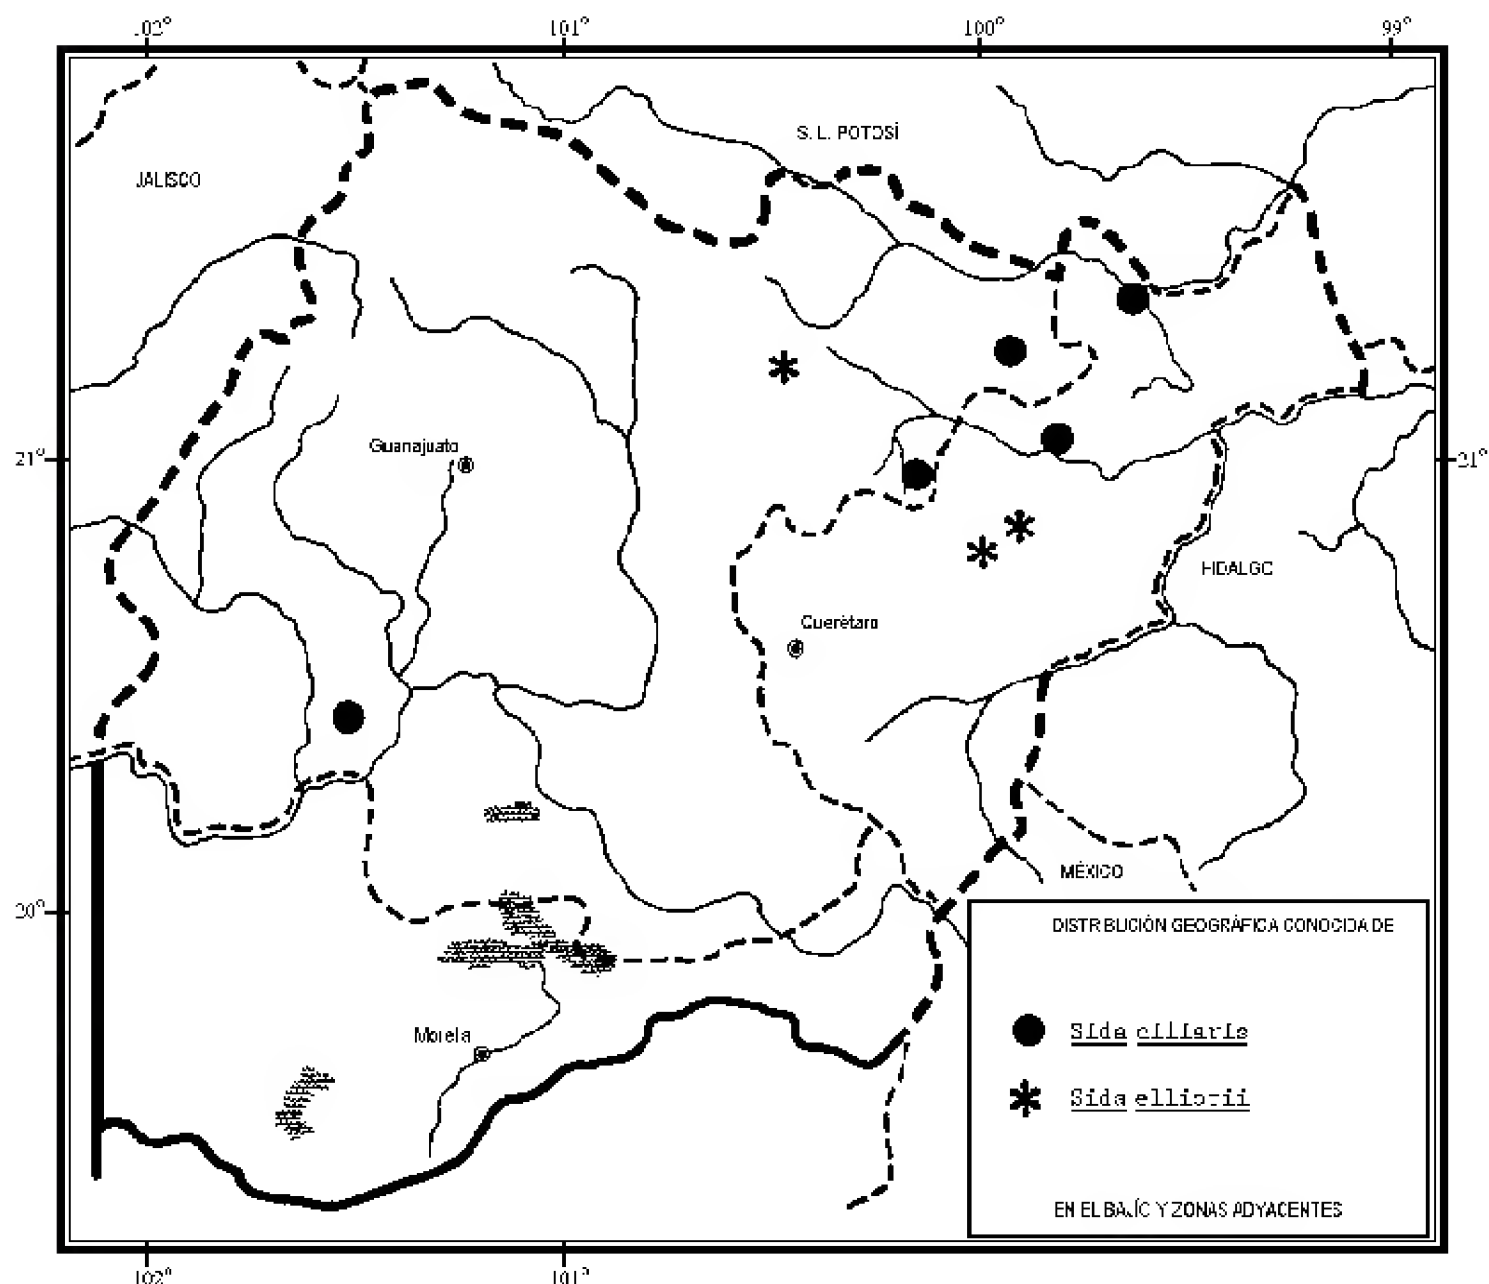 102° 101° 100° 99°
S. L. POTOSÍ
JALISCO
Guanajuato
21° 21°
HIDALGO
Querétaro
MÉXICO
20°
DISTRIBUCIÓN GEOGRÁFICA CONOCIDA DE
Sida ciliaris
Morelia
Sida elliottii
EN EL BAJÍO Y ZONAS ADYACENTES
102° 101°